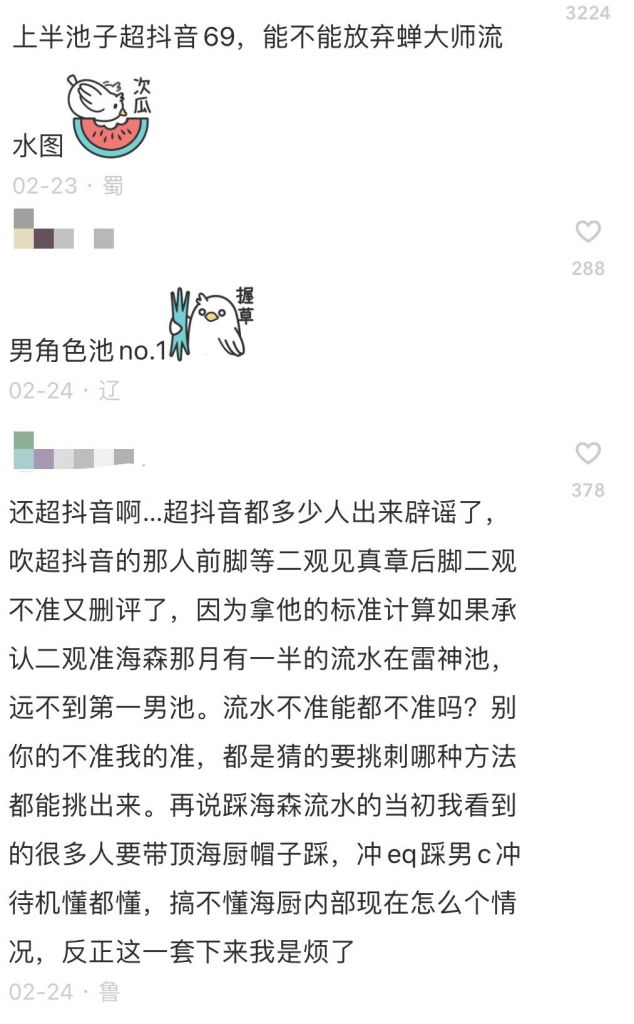 3224
上半池子超抖音69，能不能放弃蝉大师流
次瓜
水图
02-23 · 蜀
288
握草
男角色池no.1
02-24 · 辽
378
还超抖音啊...超抖音都多少人出来辟谣了，
吹超抖音的那人前脚等二观见真章后脚二观
不准又删评了，因为拿他的标准计算如果承
认二观准海森那月有一半的流水在雷神池，
远不到第一男池。流水不准能都不准吗？别
你的不准我的准，都是猜的要挑刺哪种方法
都能挑出来。再说踩海森流水的当初我看到
的很多人要带顶海厨帽子踩，冲eq踩男c冲
待机懂都懂，搞不懂海厨内部现在怎么个情
况，反正这一套下来我是烦了
02-24 · 鲁